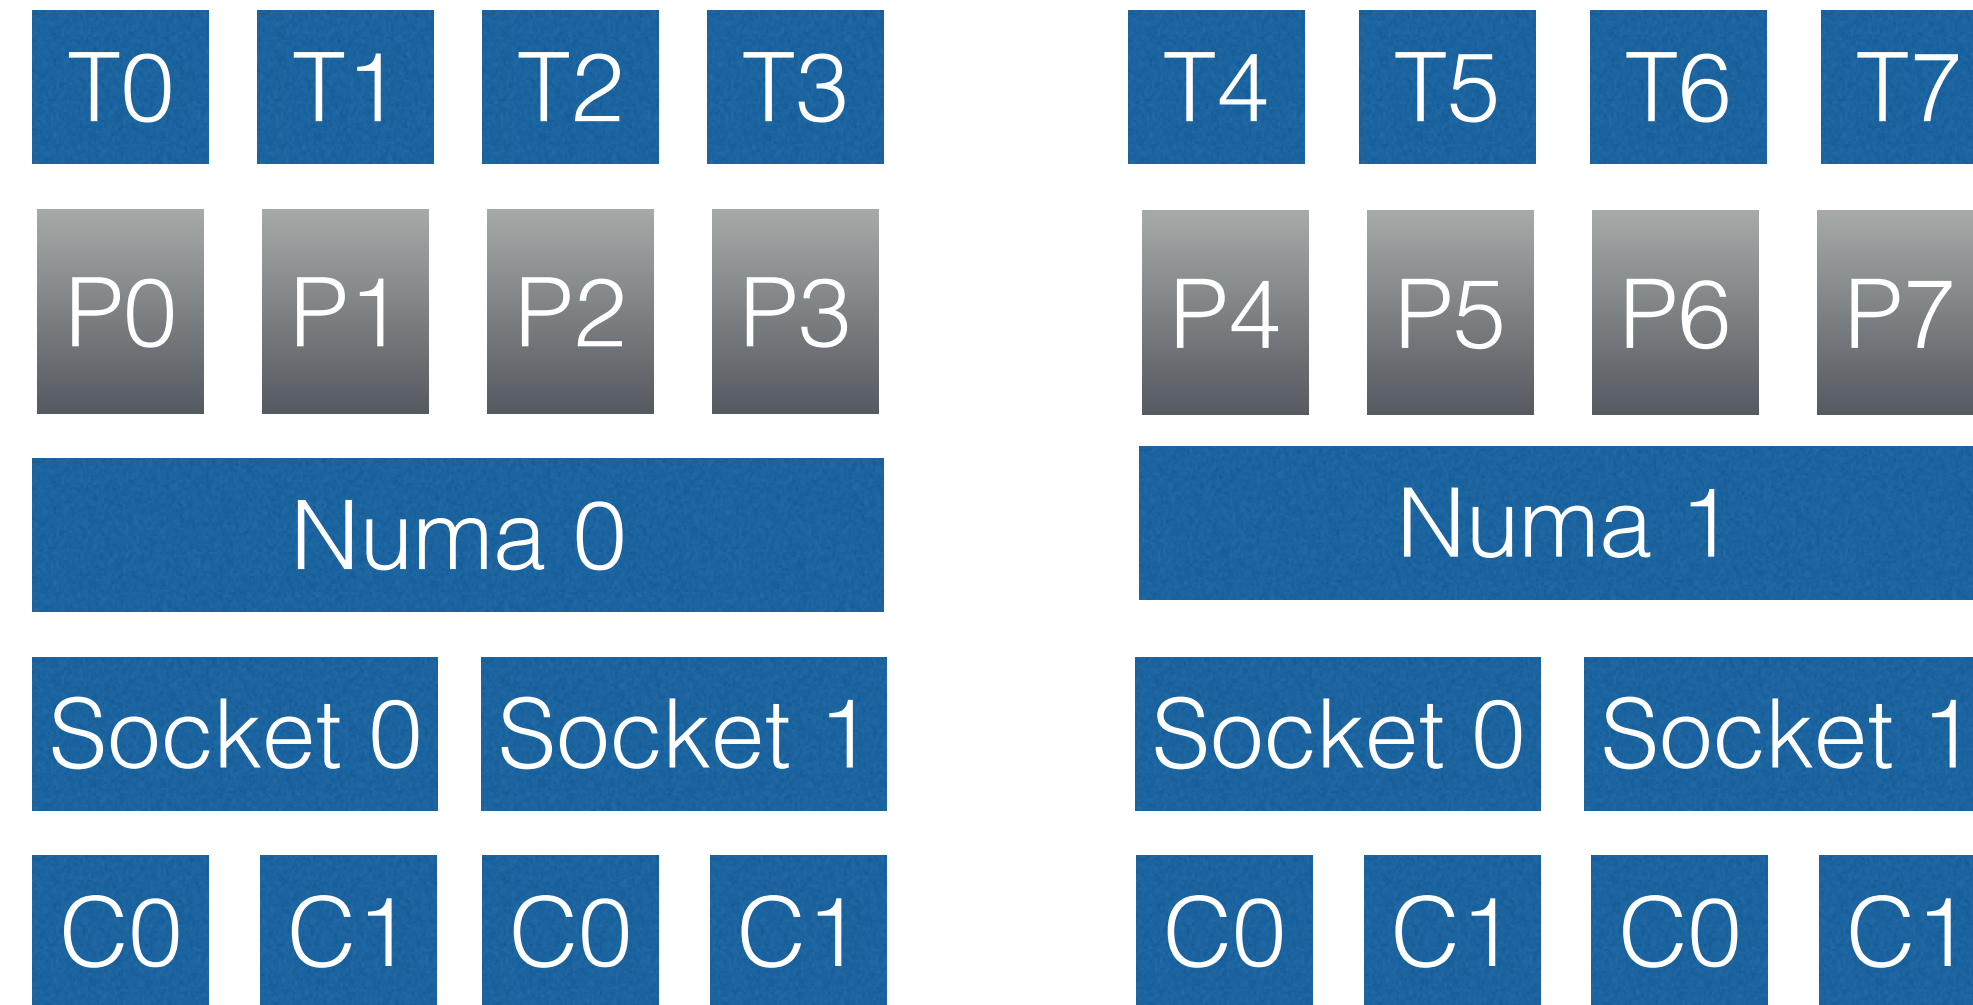 T0 T1 T2 T3 T4 T5 T6 T7
P0 P1 P2 P3 P4 P5 P6 P7
Numa 0 Numa 1
Socket 0 Socket 1 Socket 0 Socket 1
C0 C1 C0 C1 C0 C1 C0 C1